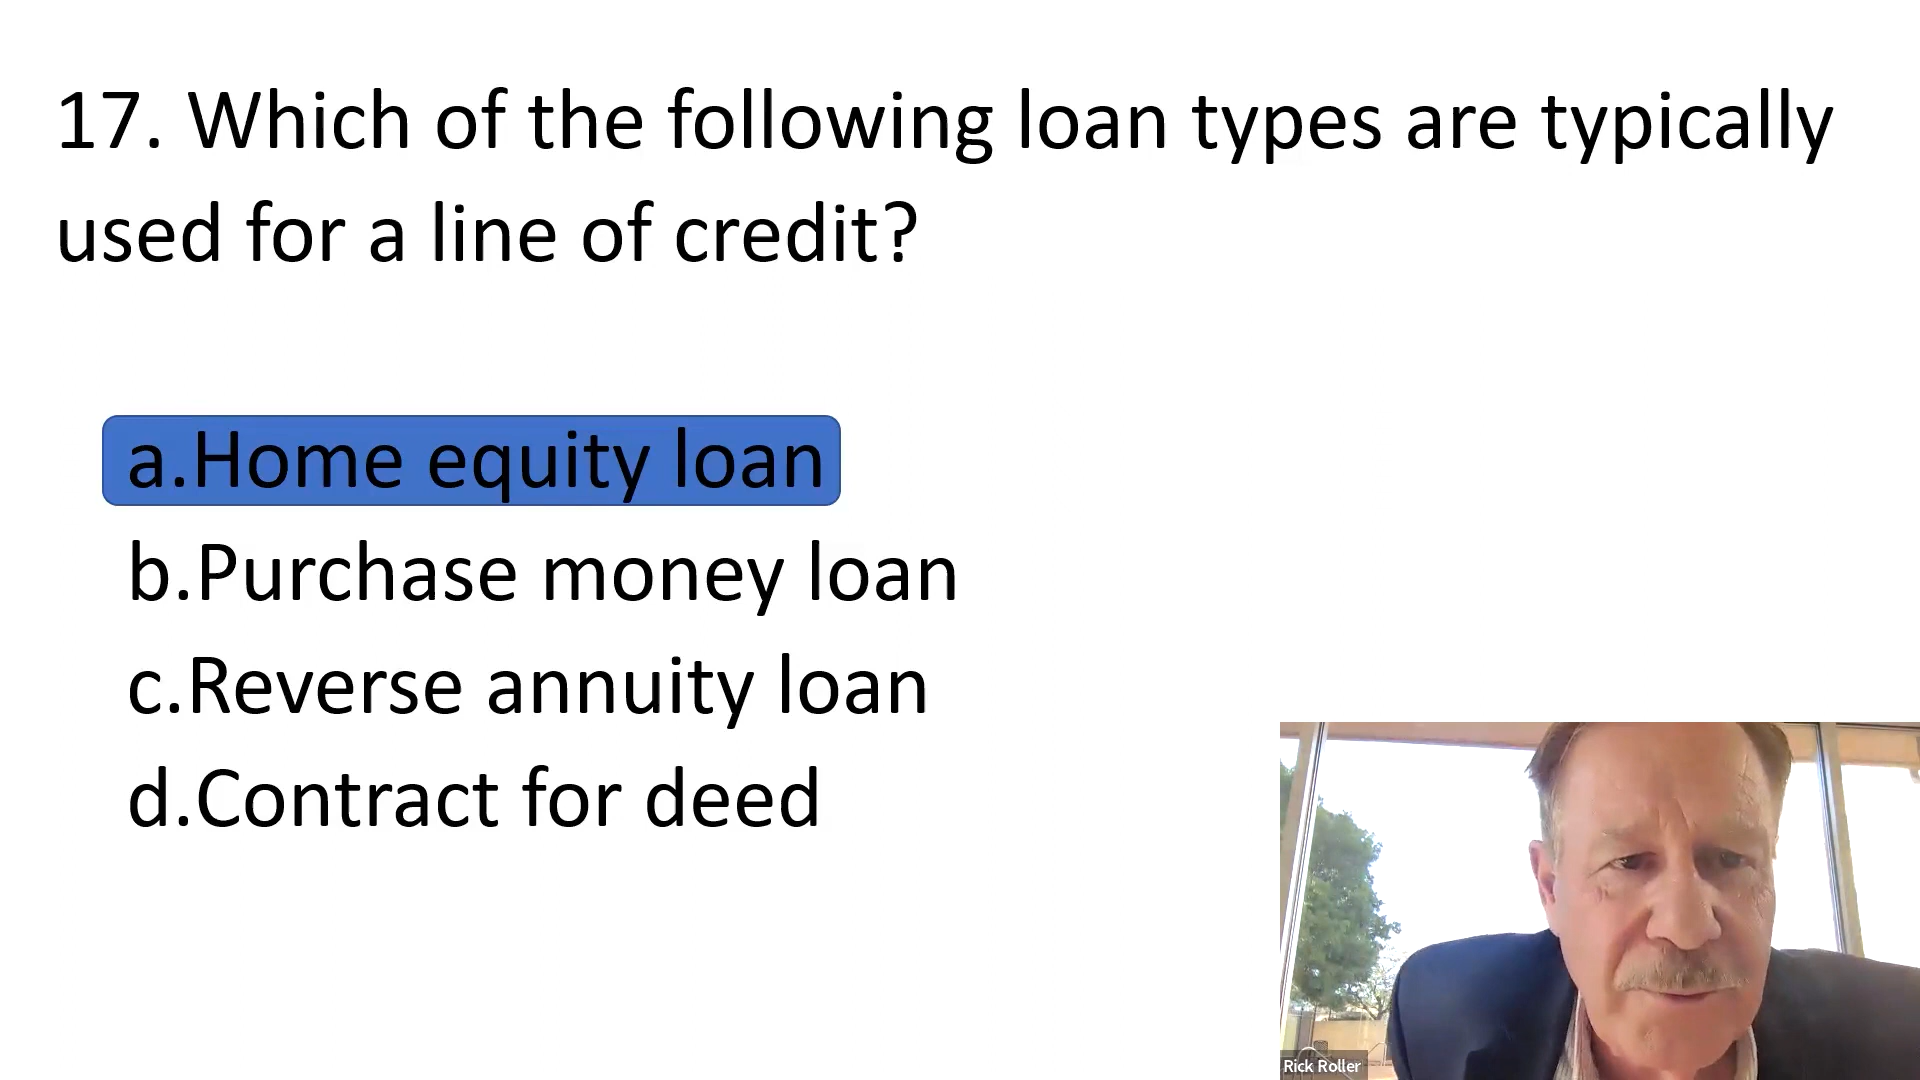 17. Which of the following loan types are typically
used for a line of credit?
a.Home equity loan
b.Purchase money loan
c.Reverse annuity loan
d.Contract for deed
Rick Roller